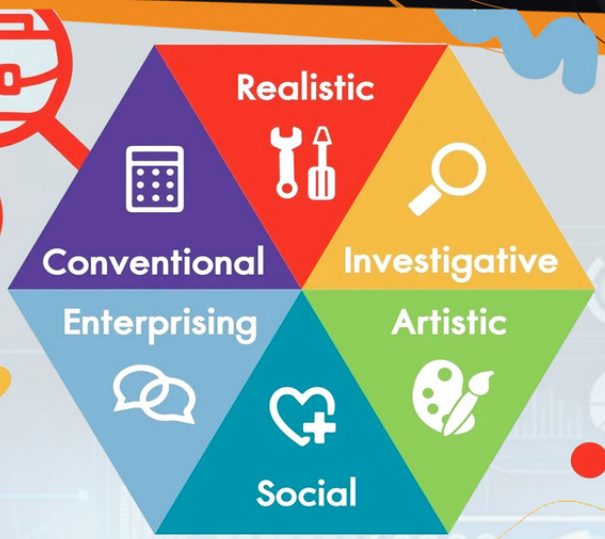 Realistic
Conventional
Investigative
Enterprising
Artistic
Social